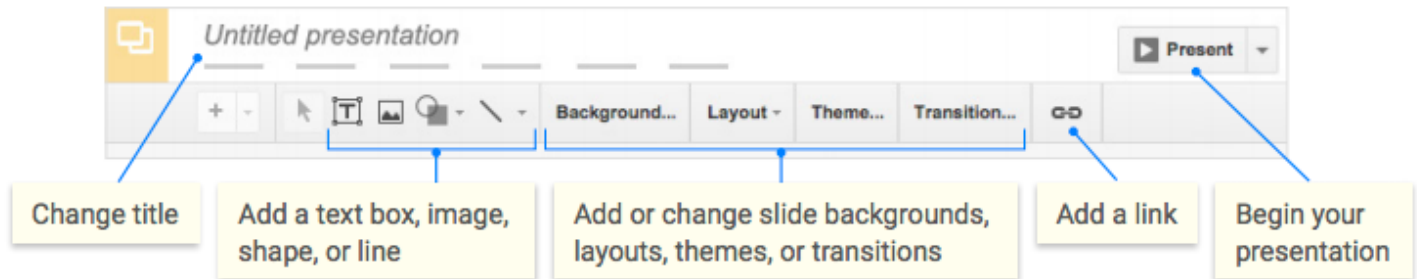 Untitled presentation
Present
T
Background... Layout Theme... Transition...
Change title
Add a text box, image,
shape, or line
Add or change slide backgrounds,
layouts, themes, or transitions
Add a link
Begin your
presentation